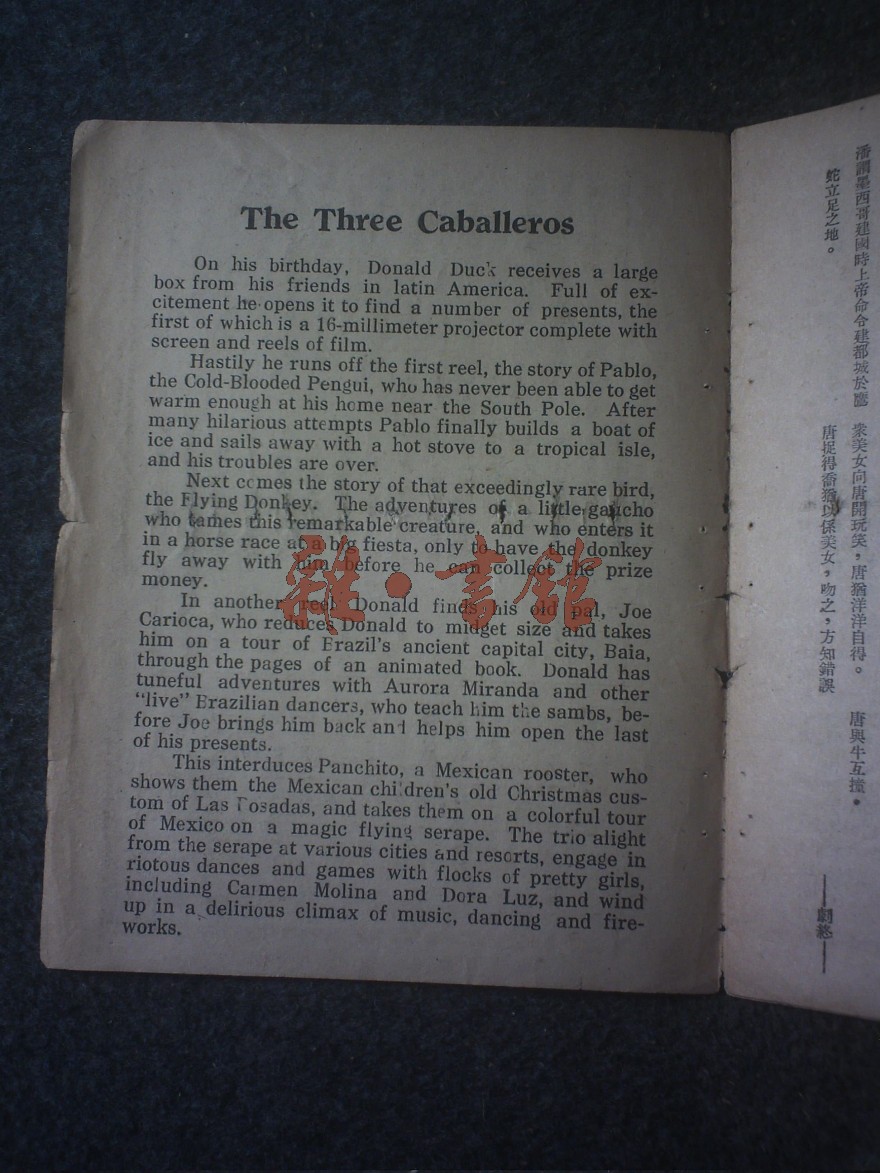 The Three Caballeros
On his birthday, Donald Duck receives a large
box from his friends in latin America. Full of ex-
citement he opens it to find a number of presents, the
first of which is a 16-millimeter projector complete with
screen and reels of film.
Hastily he runs off the first reel, the story of Pablo,
the Cold-Blooded Pengui, who has never been able to get
warm enough at his home near the South Pole. After
many hilarious attempts Pablo finally builds a boat of
ice and sails away with a hot stove to a tropical isle,
and his troubles are over.
Next comes the story of that exceedingly rare bird,
the Flying Donkey. The adventures of a little gaucho
who tames this remarkable creature, and who enters it
in a horse race at a big fiesta, only to have the donkey
fly away with him before he can collect the prize
money.
In another reel Donald finds his old pal, Joe
Carioca, who reduces Donald to midget size and takes
him on a tour of Erazil's ancient capital city, Baia,
through the pages of an animated book. Donald has
tuneful adventures with Aurora Miranda and other
"live" Erazilian dancers, who teach him the sambs, be-
fore Joe brings him back and helps him open the last
of his presents.
This interduces Panchito, a Mexican rooster, who
shows them the Mexican children's old Christmas cus-
tom of Las Posadas, and takes them on a colorful tour
of Mexico on a magic flying serape. The trio alight
from the serape at various cities and resorts, engage in
riotous dances and games with flocks of pretty girls,
including Carmen Molina and Dora Luz, and wind
up in a delirious climax of music, dancing and fire-
works.
潘謂墨西哥建國時上帝命令建都城於鷹
蛇立足之地。
衆美女向唐開玩笑,唐猶洋洋自得。
唐捉得喬猶以係美女,吻之,方知錯誤
唐與牛互撞。
——劇終——
雜·書館